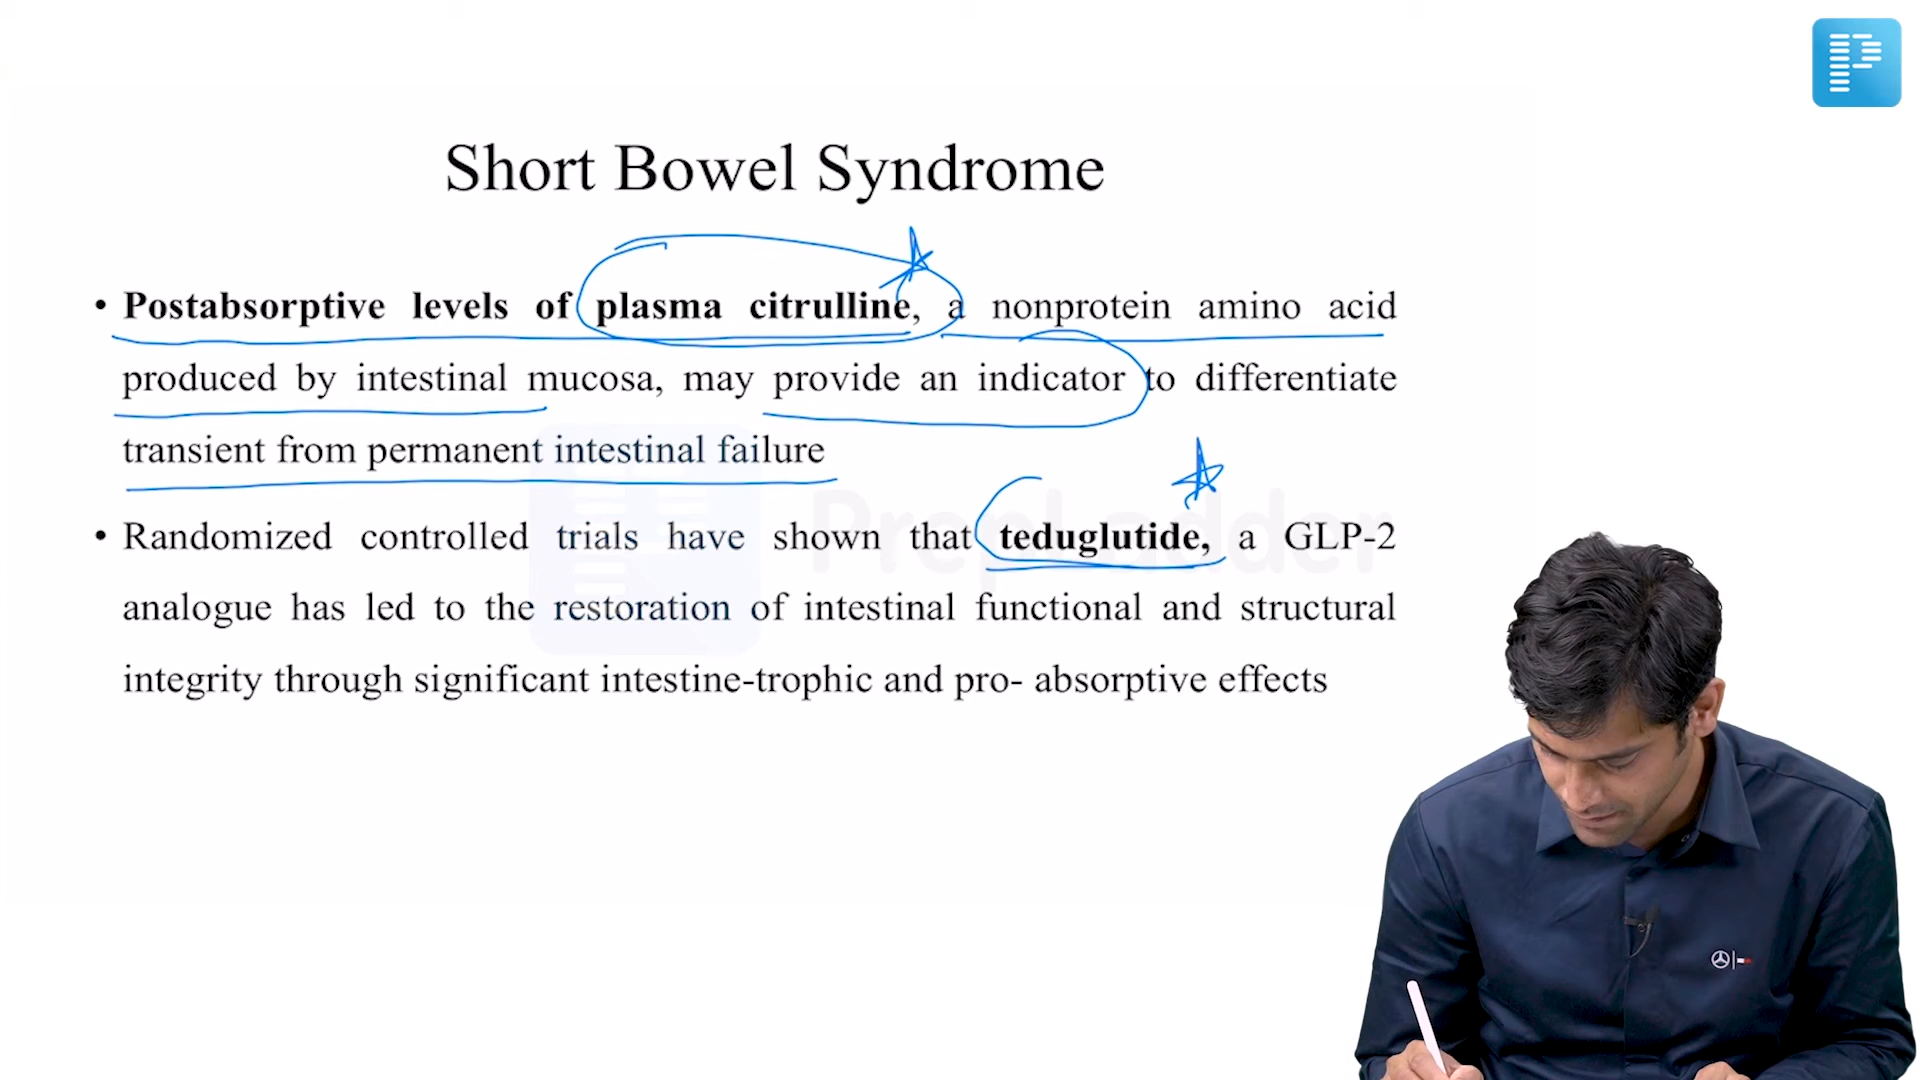 Short Bowel Syndrome
• Postabsorptive levels of plasma citrulline, a nonprotein amino acid
produced by intestinal mucosa, may provide an indicator to differentiate
transient from permanent intestinal failure
• Randomized controlled trials have shown that teduglutide, a GLP-2
analogue has led to the restoration of intestinal functional and structural
integrity through significant intestine-trophic and pro- absorptive effects
PrepLadder